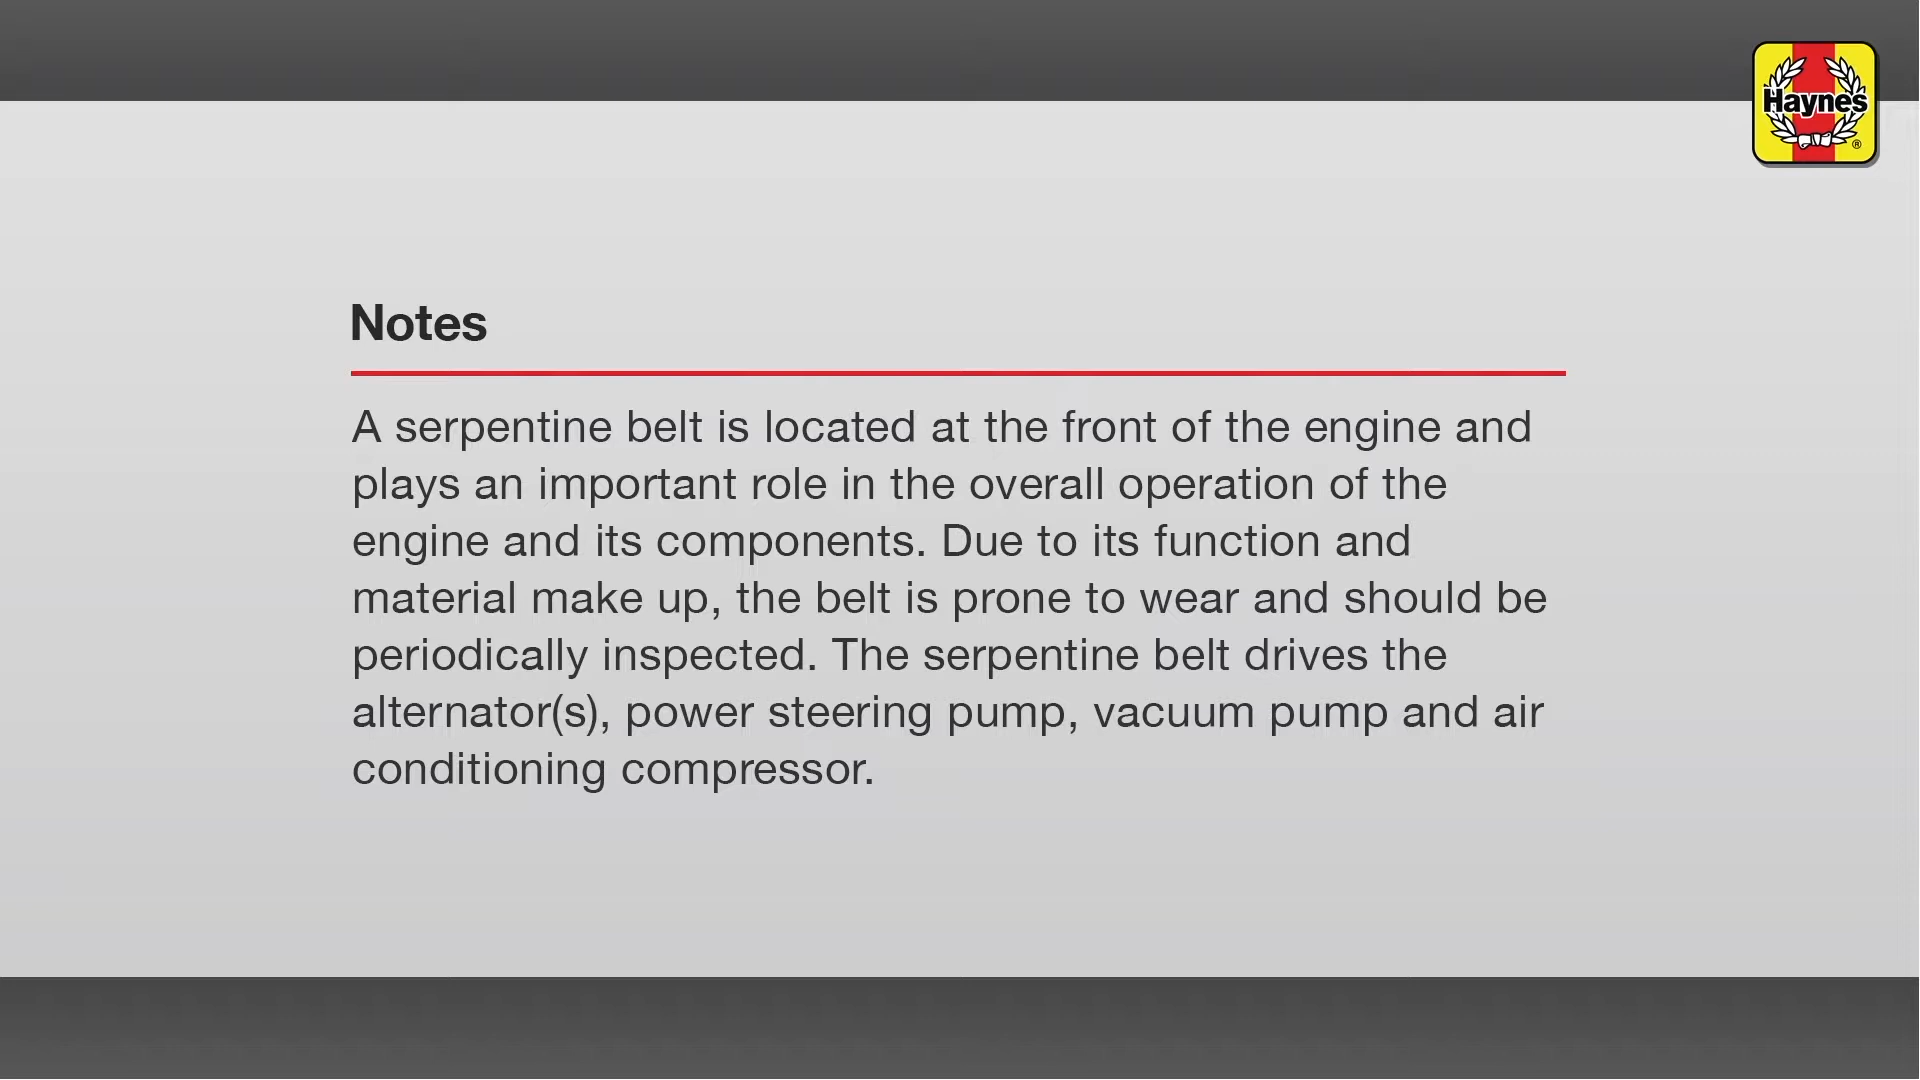 Haynes
®
Notes
A serpentine belt is located at the front of the engine and
plays an important role in the overall operation of the
engine and its components. Due to its function and
material make up, the belt is prone to wear and should be
periodically inspected. The serpentine belt drives the
alternator(s), power steering pump, vacuum pump and air
conditioning compressor.